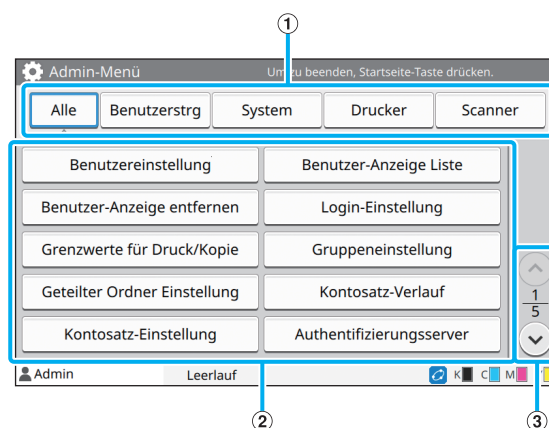 1
Admin-Menü Um zu beenden, Startseite-Taste drücken.
Alle Benutzerstrg System Drucker Scanner
Benutzereinstellung Benutzer-Anzeige Liste
Benutzer-Anzeige entfernen Login-Einstellung
Grenzwerte für Druck/Kopie Gruppeneinstellung
Geteilter Ordner Einstellung Kontosatz-Verlauf
1
5
Kontosatz-Einstellung Authentifizierungsserver
Admin Leerlauf K C M
2 3